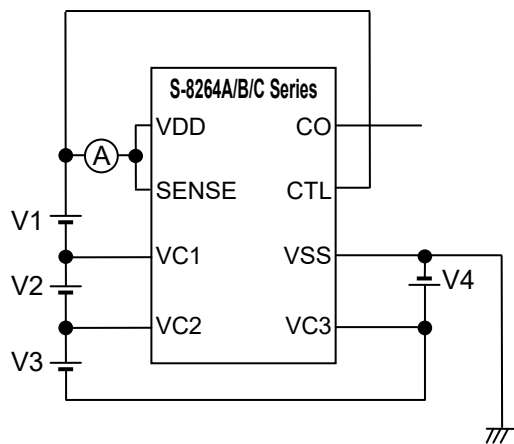 S-8264A/B/C Series
VDD
CO
A
SENSE
CTL
V1
VC1
VSS
V2
V4
VC2
VC3
V3